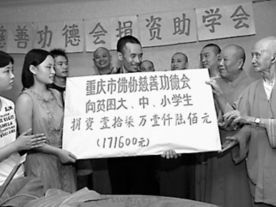 慈善功德会捐资助学会
重庆市佛教慈善功德会
向贫困大、中、小学生
捐资 壹拾柒万壹仟陆佰元
(171600元)